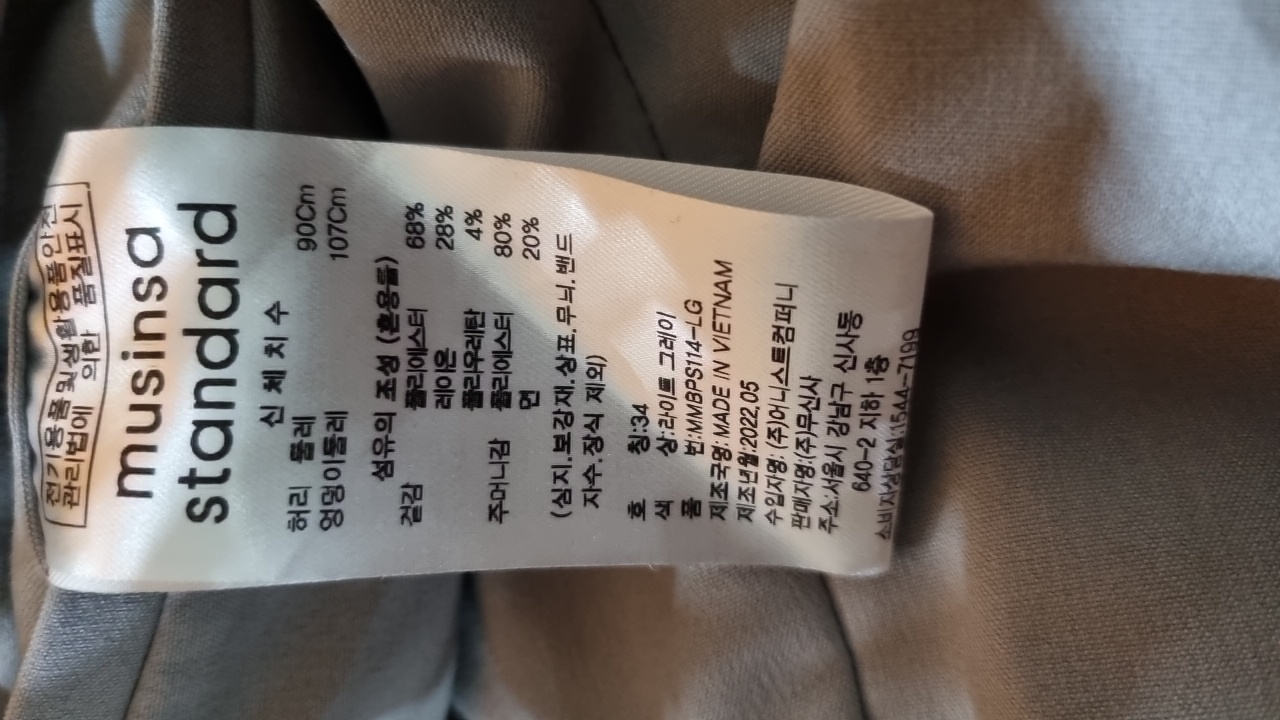 전기용품및생활용품안전
관리법에 의한 품질표시
musinsa
standard
신체치수
허리 둘레 90Cm
엉덩이둘레 107Cm
섬유의 조성 (혼용률)
겉감 폴리에스터 68%
레이온 28%
폴리우레탄 4%
주머니감 폴리에스터 80%
면 20%
(심지.보강재.상표.무늬.밴드
자수.장식 제외)
호 칭:34
색 상:라이트 그레이
품 번:MMBPS114-LG
제조국명: MADE IN VIETNAM
제조년월:2022.05
수입자명: (주)어니스트컴퍼니
판매자명:(주)무신사
주소:서울시 강남구 신사동
640-2 지하 1층
소비자상담실:1544-7199